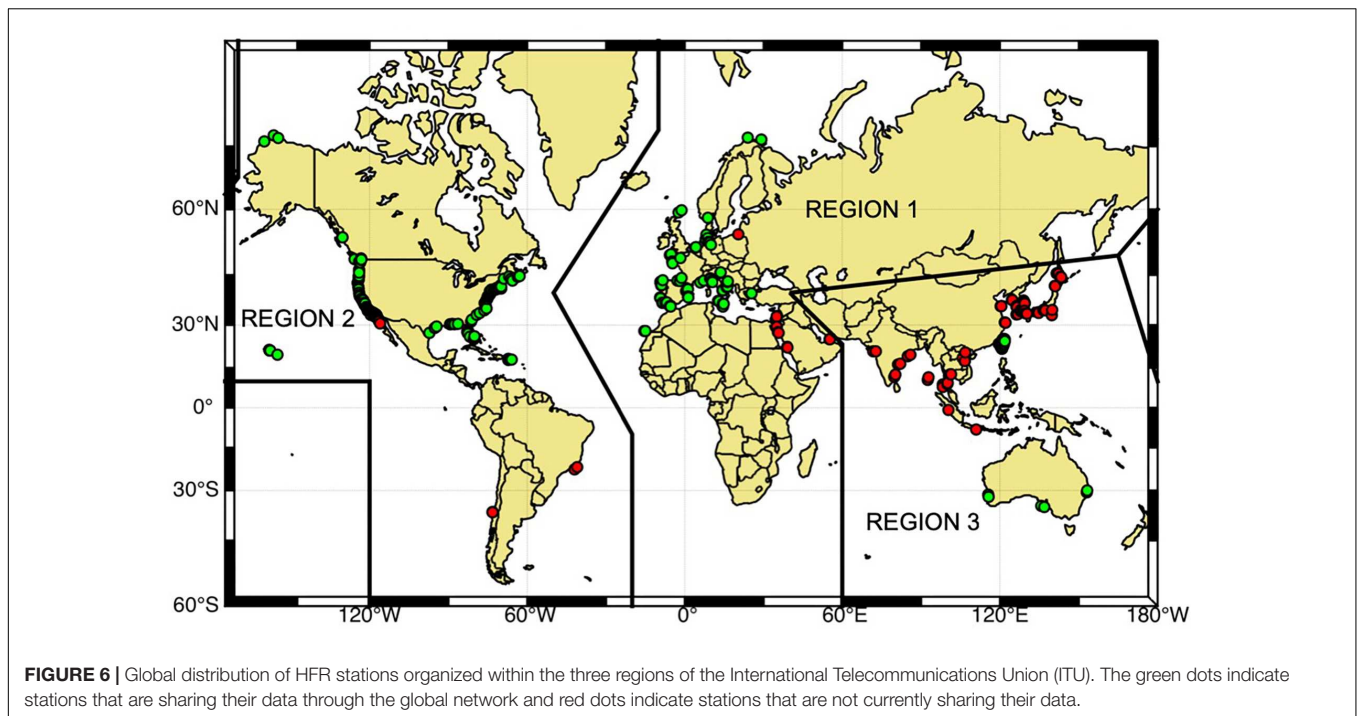 60°N
REGION 1
30°N
REGION 2
0°
30°S
REGION 3
60°S
120°W 60°W 0° 60°E 120°E 180°W
FIGURE 6 | Global distribution of HFR stations organized within the three regions of the International Telecommunications Union (ITU). The green dots indicate
stations that are sharing their data through the global network and red dots indicate stations that are not currently sharing their data.